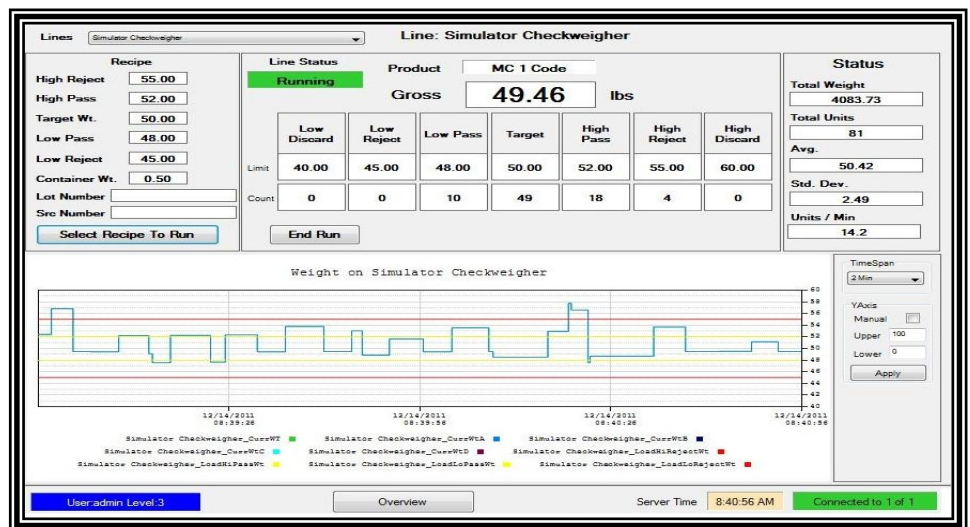 Lines Simulator Checkweigher Line: Simulator Checkweigher
Recipe
High Reject 55.00
High Pass 52.00
Target Wt. 50.00
Low Pass 48.00
Low Reject 45.00
Container Wt. 0.50
Lot Number
Src Number
Select Recipe To Run
Line Status
Running
Product MC 1 Code
Gross 49.46 lbs
Low Discard Low Reject Low Pass Target High Pass High Reject High Discard
Limit 40.00 45.00 48.00 50.00 52.00 55.00 60.00
Count 0 0 10 49 18 4 0
End Run
Status
Total Weight
4083.73
Total Units
81
Avg.
50.42
Std. Dev.
2.49
Units / Min
14.2
Weight on Simulator Checkweigher
60
58
56
54
52
50
48
46
44
42
40
12/14/2011 12/14/2011 12/14/2011 12/14/2011
08:39:26 08:39:56 08:40:26 08:40:56
Simulator Checkweigher_CurrWT Simulator Checkweigher_CurrWtA Simulator Checkweigher_CurrWtB
Simulator Checkweigher_CurrWtC Simulator Checkweigher_CurrWtD Simulator Checkweigher_LoadHiRejectWt
Simulator Checkweigher_LoadHiPassWt Simulator Checkweigher_LoadLoPassWt Simulator Checkweigher_LoadLoRejectWt
TimeSpan
2 Min
YAxis
Manual
Upper 100
Lower 0
Apply
User:admin Level:3 Overview Server Time 8:40:56 AM Connected to 1 of 1